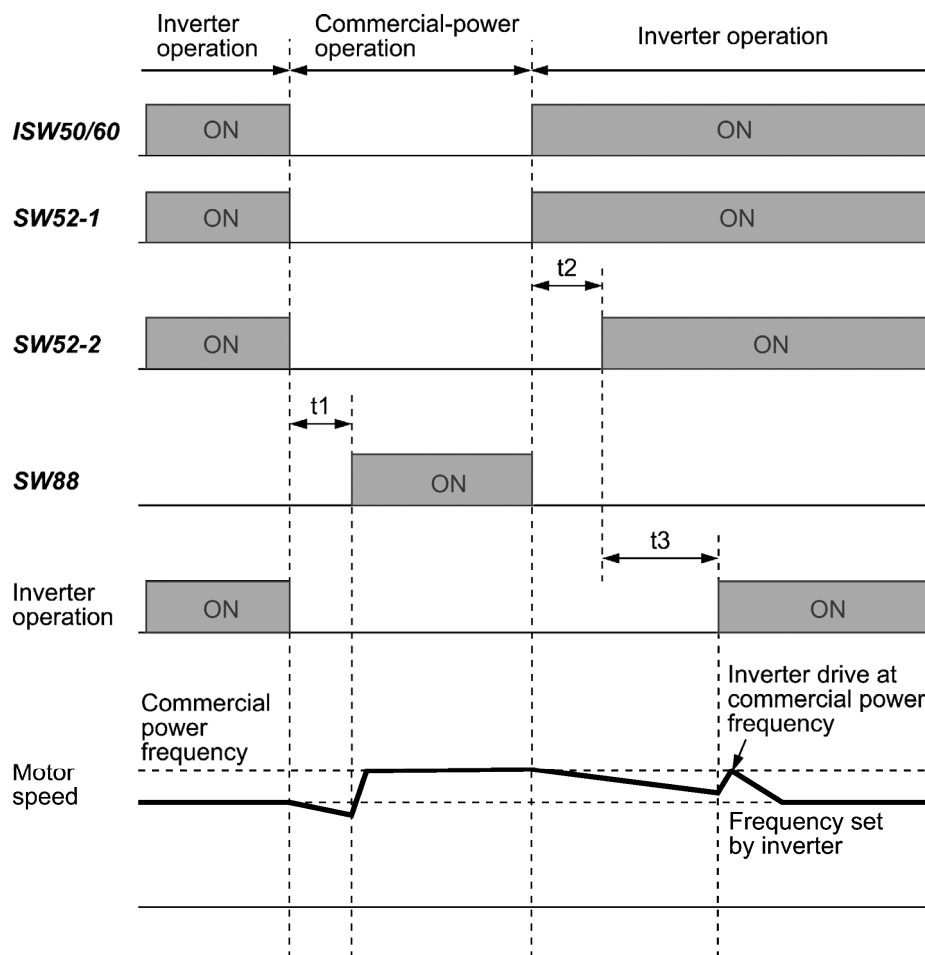 Inverter
operation
Commercial-power
operation
Inverter operation
ISW50/60
ON
ON
SW52-1
ON
ON
t2
SW52-2
ON
ON
t1
SW88
ON
t3
Inverter
operation
ON
ON
Commercial
power
frequency
Inverter drive at
commercial power
frequency
Motor
speed
Frequency set
by inverter